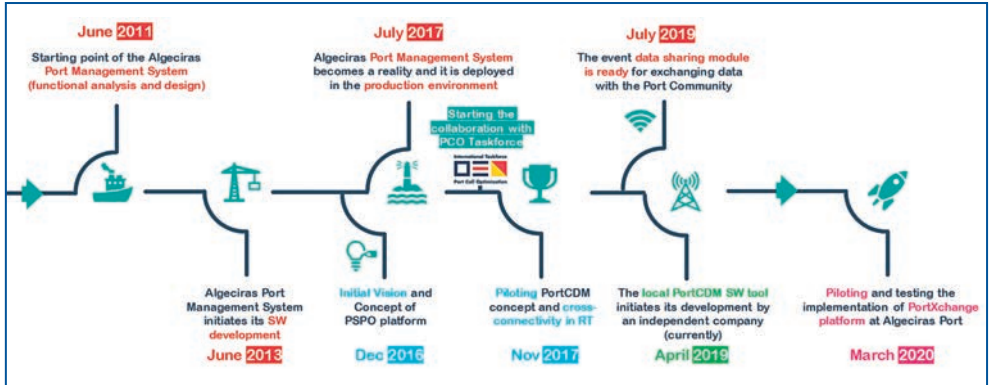 June 2011
Starting point of the Algeciras
Port Management System
(functional analysis and design)
July 2017
Algeciras Port Management System
becomes a reality and it is deployed
in the production environment
July 2019
The event data sharing module
is ready for exchanging data
with the Port Community
Starting the
collaboration with
PCO Taskforce
International Taskforce
Port Call Optimization
Algeciras Port
Management System
initiates its SW
development
June 2013
Initial Vision and
Concept of
PSPO platform
Dec 2016
Piloting PortCDM
concept and cross-
connectivity in RT
Nov 2017
The local PortCDM SW tool
initiates its development by
an independent company
(currently)
April 2019
Piloting and testing the
implementation of PortXchange
platform at Algeciras Port
March 2020